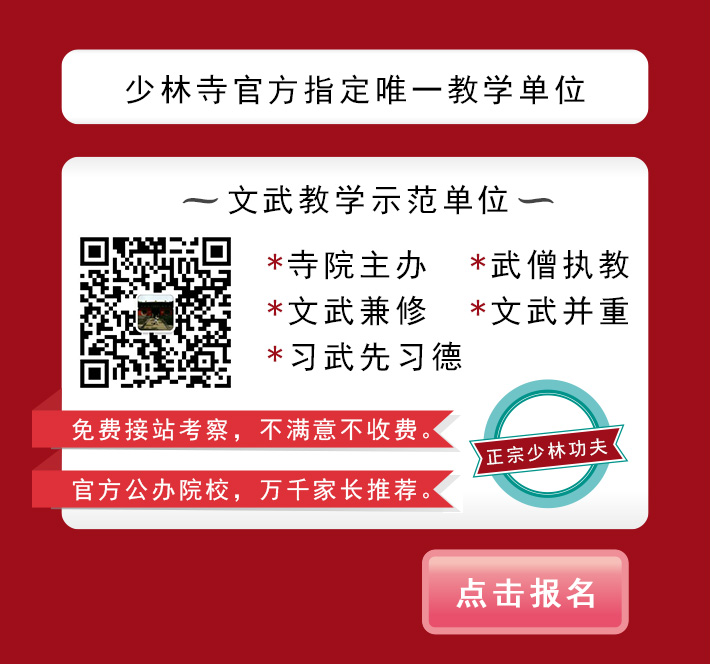 少林寺官方指定唯一教学单位
文武教学示范单位
*寺院主办 *武僧执教
*文武兼修 *文武并重
*习武先习德
免费接站考察，不满意不收费。
正宗少林功夫
官方公办院校，万千家长推荐。
点击报名